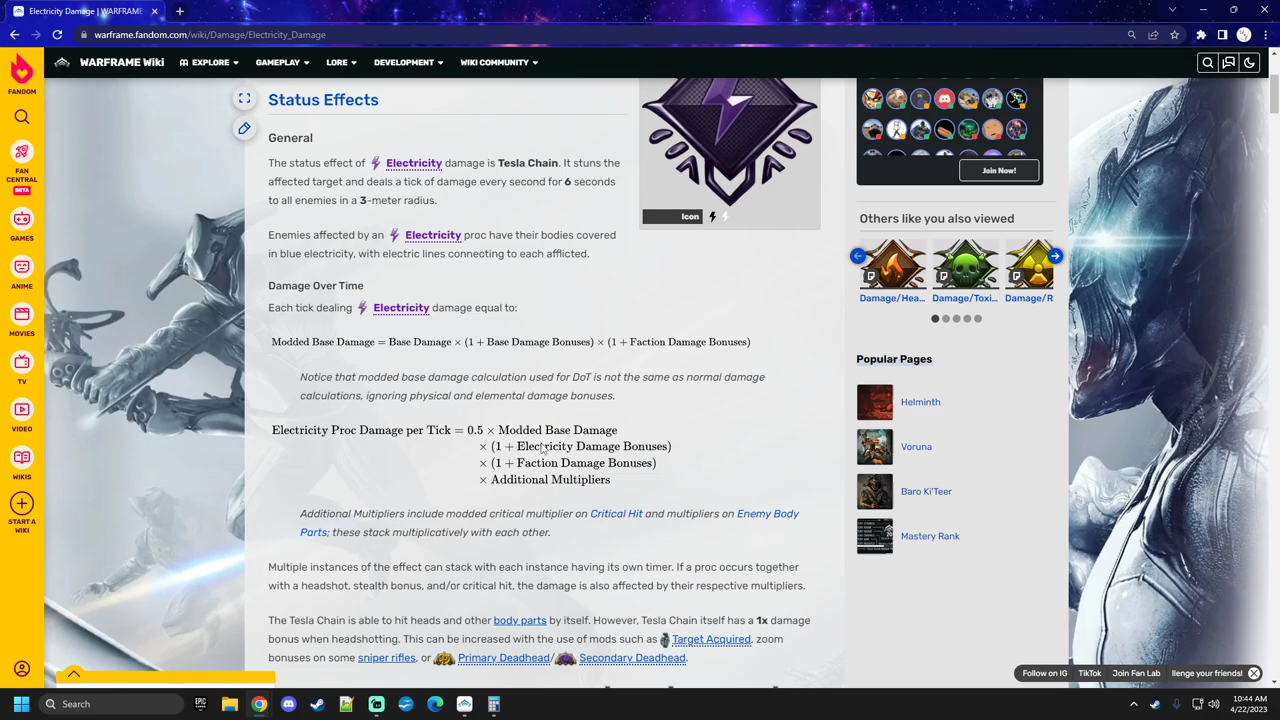 Electricity Damage | WARFRAME
warframe.fandom.com/wiki/Damage/Electricity_Damage
FANDOM
FAN
CENTRAL
BETA
GAMES
ANIME
MOVIES
TV
VIDEO
WIKIS
START A
WIKI
WARFRAME Wiki
EXPLORE
GAMEPLAY
LORE
DEVELOPMENT
WIKI COMMUNITY
Status Effects
General
The status effect of Electricity damage is Tesla Chain. It stuns the
affected target and deals a tick of damage every second for 6 seconds
to all enemies in a 3-meter radius.
Enemies affected by an Electricity proc have their bodies covered
in blue electricity, with electric lines connecting to each afflicted.
Icon
Damage Over Time
Each tick dealing Electricity damage equal to:
Modded Base Damage = Base Damage × (1 + Base Damage Bonuses) × (1 + Faction Damage Bonuses)
Notice that modded base damage calculation used for DoT is not the same as normal damage
calculations, ignoring physical and elemental damage bonuses.
Electricity Proc Damage per Tick = 0.5 × Modded Base Damage
× (1 + Electricity Damage Bonuses)
× (1 + Faction Damage Bonuses)
× Additional Multipliers
Additional Multipliers include modded critical multiplier on Critical Hit and multipliers on Enemy Body
Parts; these stack multiplicatively with each other.
Multiple instances of the effect can stack with each instance having its own timer. If a proc occurs together
with a headshot, stealth bonus, and/or critical hit, the damage is also affected by their respective multipliers.
The Tesla Chain is able to hit heads and other body parts by itself. However, Tesla Chain itself has a 1x damage
bonus when headshotting. This can be increased with the use of mods such as Target Acquired, zoom
bonuses on some sniper rifles, or Primary Deadhead/ Secondary Deadhead.
Join Now!
Others like you also viewed
Damage/Hea...
Damage/Toxi...
Damage/R
Popular Pages
Helminth
Voruna
Baro Ki'Teer
Mastery Rank
Follow on IG
TikTok
Join Fan Lab
llenge your friends!
Search
10:44 AM
4/22/2023